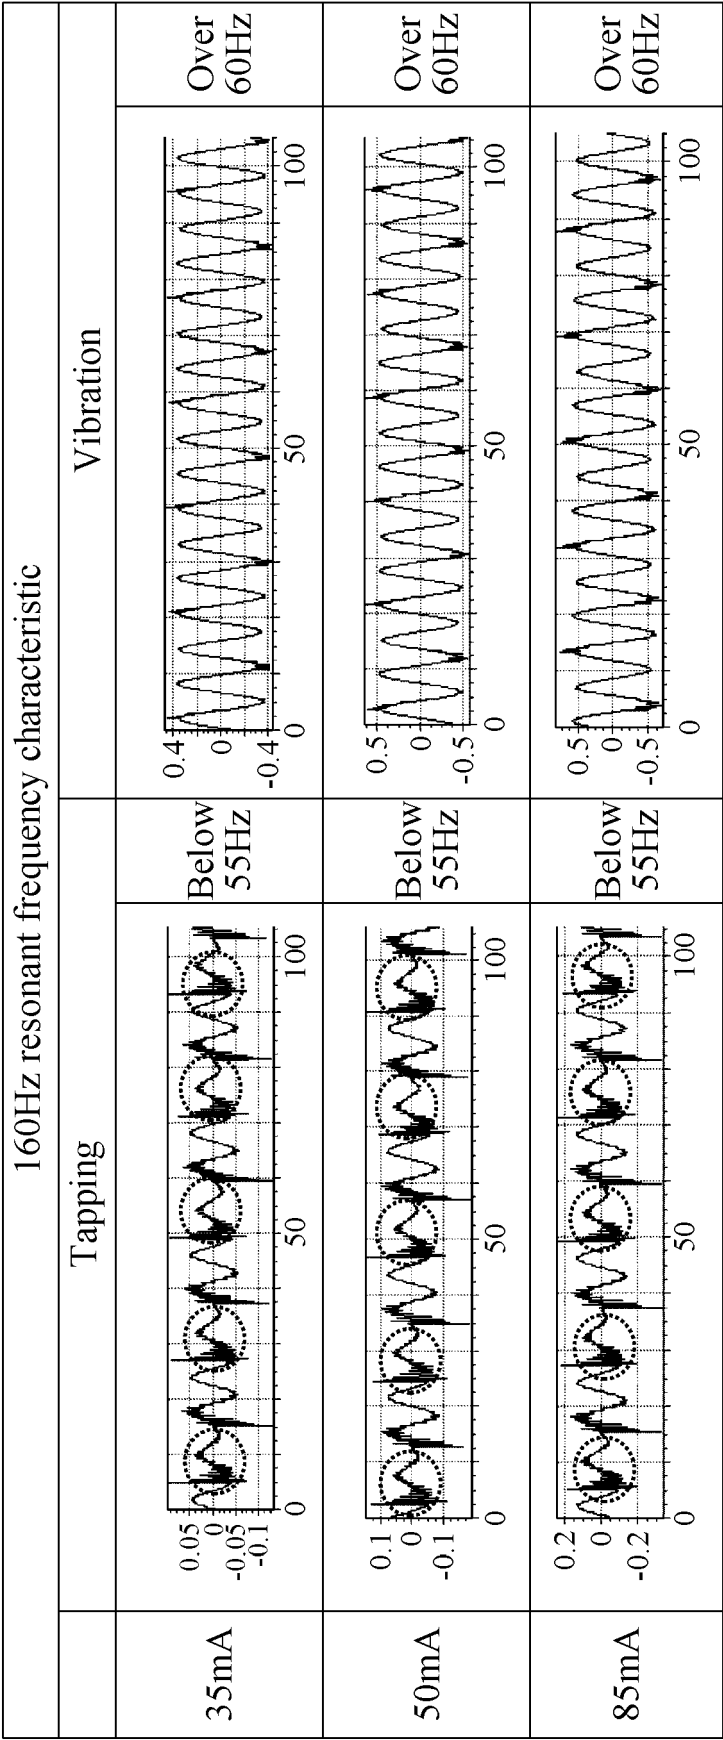 160Hz resonant frequency characteristic
Tapping
Vibration
35mA
0.05
0
-0.05
-0.1
0
50
100
Below
55Hz
0.4
0
-0.4
0
50
100
Over
60Hz
50mA
0.1
0
-0.1
0
50
100
Below
55Hz
0.5
0
-0.5
0
50
100
Over
60Hz
85mA
0.2
0
-0.2
0
50
100
Below
55Hz
0.5
0
-0.5
0
50
100
Over
60Hz